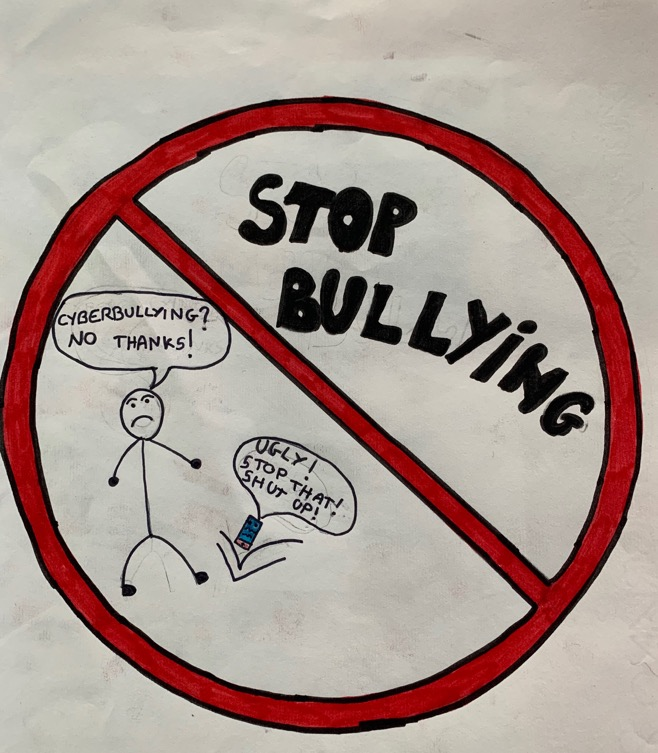 STOP
BULLYiNG
CYBERBULLYING?
NO THANKS!
UGLY!
STOP THAT!
SHUT UP!